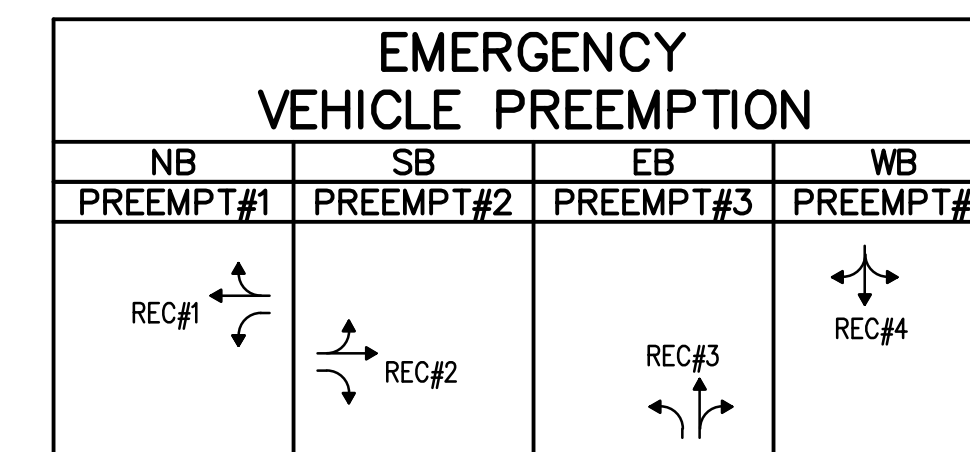 EMERGENCY
VEHICLE PREEMPTION
NB SB EB WB
PREEMPT#1 PREEMPT#2 PREEMPT#3 PREEMPT#
REC#1
REC#2
REC#3
REC#4